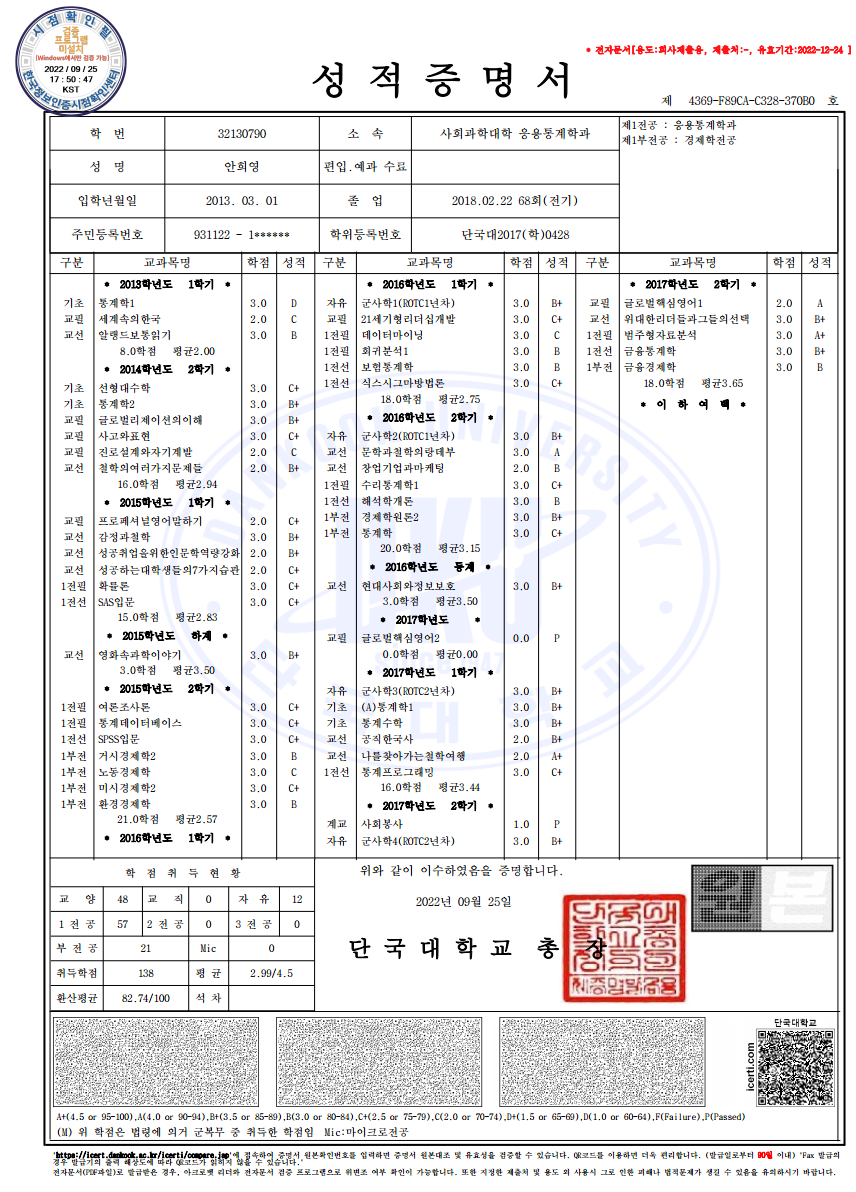 시점확인필
검증
프로그램
미설치
[Windows에서만 검증 가능]
2022 / 09 / 25
17 : 50 : 47
KST
한국정보인증시점확인센터
* 전자문서[용도:회사제출용, 제출처:-, 유효기간:2022-12-24 ]
성 적 증 명 서
제 4369-F89CA-C328-370B0 호
학 번 32130790 소 속 사회과학대학 응용통계학과
제1전공 : 응용통계학과
제1부전공 : 경제학전공
성 명 안희영 편입.예과 수료
입학년월일 2013. 03. 01 졸 업 2018.02.22 68회(전기)
주민등록번호 931122 - 1****** 학위등록번호 단국대2017(학)0428
구분 교과목명 학점 성적 구분 교과목명 학점 성적 구분 교과목명 학점 성적
* 2013학년도 1학기 *
기초 통계학1 3.0 D
교필 세계속의한국 2.0 C
교선 알랭드보통읽기 3.0 B
8.0학점 평균2.00
* 2014학년도 2학기 *
기초 선형대수학 3.0 C+
기초 통계학2 3.0 B+
교필 글로벌리제이션의이해 3.0 B+
교필 사고와표현 3.0 C+
교필 진로설계와자기계발 2.0 C
교선 철학의여러가지문제들 2.0 B+
16.0학점 평균2.94
* 2015학년도 1학기 *
교필 프로페셔널영어말하기 2.0 C+
교선 감정과철학 3.0 B+
교선 성공취업을위한인문학역량강화 2.0 B+
교선 성공하는대학생들의7가지습관 2.0 C+
1전필 확률론 3.0 C+
1전선 SAS입문 3.0 C+
15.0학점 평균2.83
* 2015학년도 하계 *
교선 영화속과학이야기 3.0 B+
3.0학점 평균3.50
* 2015학년도 2학기 *
1전필 여론조사론 3.0 C+
1전필 통계데이터베이스 3.0 C+
1전선 SPSS입문 3.0 C+
1부전 거시경제학2 3.0 B
1부전 노동경제학 3.0 C
1부전 미시경제학2 3.0 C+
1부전 환경경제학 3.0 B
21.0학점 평균2.57
* 2016학년도 1학기 *
* 2016학년도 1학기 *
자유 군사학1(ROTC1년차) 3.0 B+
교필 21세기형리더십개발 3.0 C+
1전필 데이터마이닝 3.0 C
1전필 회귀분석1 3.0 B
1전선 보험통계학 3.0 B
1전선 식스시그마방법론 3.0 C+
18.0학점 평균2.75
* 2016학년도 2학기 *
자유 군사학2(ROTC1년차) 3.0 B+
교선 문학과철학의랑데부 3.0 A
교선 창업기업과마케팅 2.0 B
1전필 수리통계학1 3.0 C+
1전선 해석학개론 3.0 B
1부전 경제학원론2 3.0 B+
1부전 통계학 3.0 C+
20.0학점 평균3.15
* 2016학년도 동계 *
교선 현대사회와정보보호 3.0 B+
3.0학점 평균3.50
* 2017학년도 *
교필 글로벌핵심영어2 0.0 P
0.0학점 평균0.00
* 2017학년도 1학기 *
자유 군사학3(ROTC2년차) 3.0 B+
기초 (A)통계학1 3.0 B+
기초 통계수학 3.0 B+
교선 공직한국사 2.0 B+
교선 나를찾아가는철학여행 2.0 A+
1전선 통계프로그래밍 3.0 C+
16.0학점 평균3.44
* 2017학년도 2학기 *
계교 사회봉사 1.0 P
자유 군사학4(ROTC2년차) 3.0 B+
* 2017학년도 2학기 *
교필 글로벌핵심영어1 2.0 A
교선 위대한리더들과그들의선택 3.0 B+
1전필 범주형자료분석 3.0 A+
1전선 금융통계학 3.0 B+
1부전 금융경제학 3.0 B
18.0학점 평균3.65
* 이 하 여 백 *
학 점 취 득 현 황
교 양 48 교 직 0 자 유 12
1 전 공 57 2 전 공 0 3 전 공 0
부 전 공 21 Mic 0
취득학점 138 평 균 2.99/4.5
환산평균 82.74/100 석 차
위와 같이 이수하였음을 증명합니다.
2022년 09월 25일
단 국 대 학 교 총 장
원본
단국대학교
icerti.com
A+(4.5 or 95-100),A(4.0 or 90-94),B+(3.5 or 85-89),B(3.0 or 80-84),C+(2.5 or 75-79),C(2.0 or 70-74),D+(1.5 or 65-69),D(1.0 or 60-64),F(Failure),P(Passed)
(M) 위 학점은 법령에 의거 군복무 중 취득한 학점임 Mic:마이크로전공
'https://icert.dankook.ac.kr/icerti/compare.jsp'에 접속하여 증명서 원본확인번호를 입력하면 증명서 원본대조 및 유효성을 검증할 수 있습니다. QR코드를 이용하면 더욱 편리합니다. (발급일로부터 90일 이내) 'Fax 발급의
경우 발급기의 출력 해상도에 따라 QR코드가 읽히지 않을 수 있습니다.'
전자문서(PDF파일)로 발급받은 경우, 아크로벳 리더와 전자문서 검증 프로그램으로 위변조 여부 확인이 가능합니다. 또한 지정한 제출처 및 용도 외 사용시 그로 인한 피해나 법적문제가 생길 수 있음을 유의하시기 바랍니다.